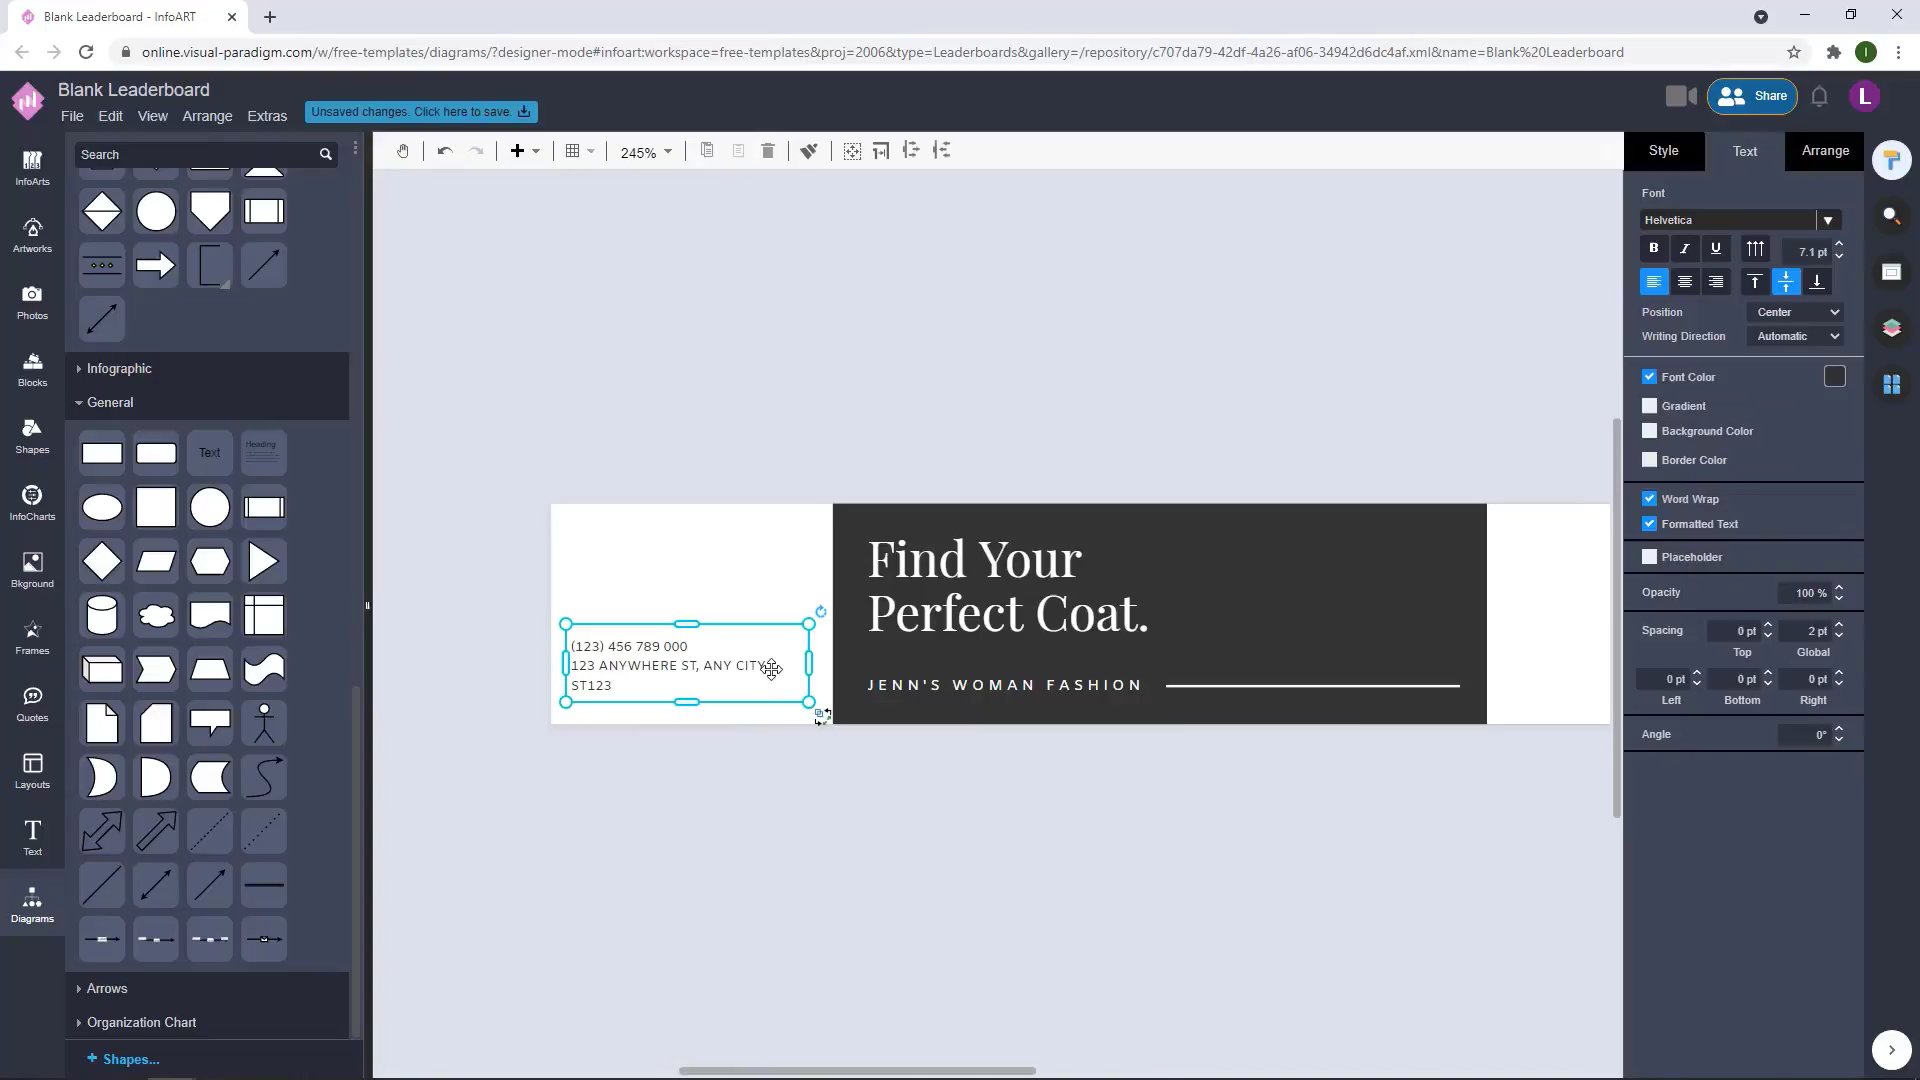 Blank Leaderboard - InfoART
online.visual-paradigm.com/w/free-templates/diagrams/?designer-mode#infoart:workspace=free-templates&proj=2006&type=Leaderboards&gallery=/repository/c707da79-42df-4a26-af06-34942d6dc4af.xml&name=Blank%20Leaderboard
I
Blank Leaderboard
File Edit View Arrange Extras
Unsaved changes. Click here to save.
Share
L
InfoArts
Artworks
Photos
Blocks
Shapes
InfoCharts
Bkground
Frames
Quotes
Layouts
Text
Diagrams
Search
Infographic
General
Text
Heading
Arrows
Organization Chart
+ Shapes...
245%
(123) 456 789 000
123 ANYWHERE ST, ANY CITY
ST123
Find Your
Perfect Coat.
JENN'S WOMAN FASHION
Style Text Arrange
Font
Helvetica
B I U 7.1 pt
Position Center
Writing Direction Automatic
Font Color
Gradient
Background Color
Border Color
Word Wrap
Formatted Text
Placeholder
Opacity 100 %
Spacing 0 pt 2 pt
Top Global
0 pt 0 pt 0 pt
Left Bottom Right
Angle 0°